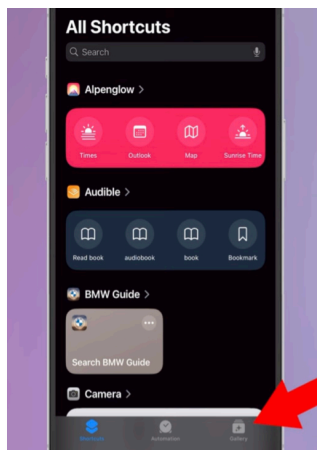 All Shortcuts
Search
Alpenglow >
Times Outlook Map Sunrise Time
Audible >
Read book audiobook book Bookmark
BMW Guide >
Search BMW Guide
Camera >
Shortcuts Automation Gallery